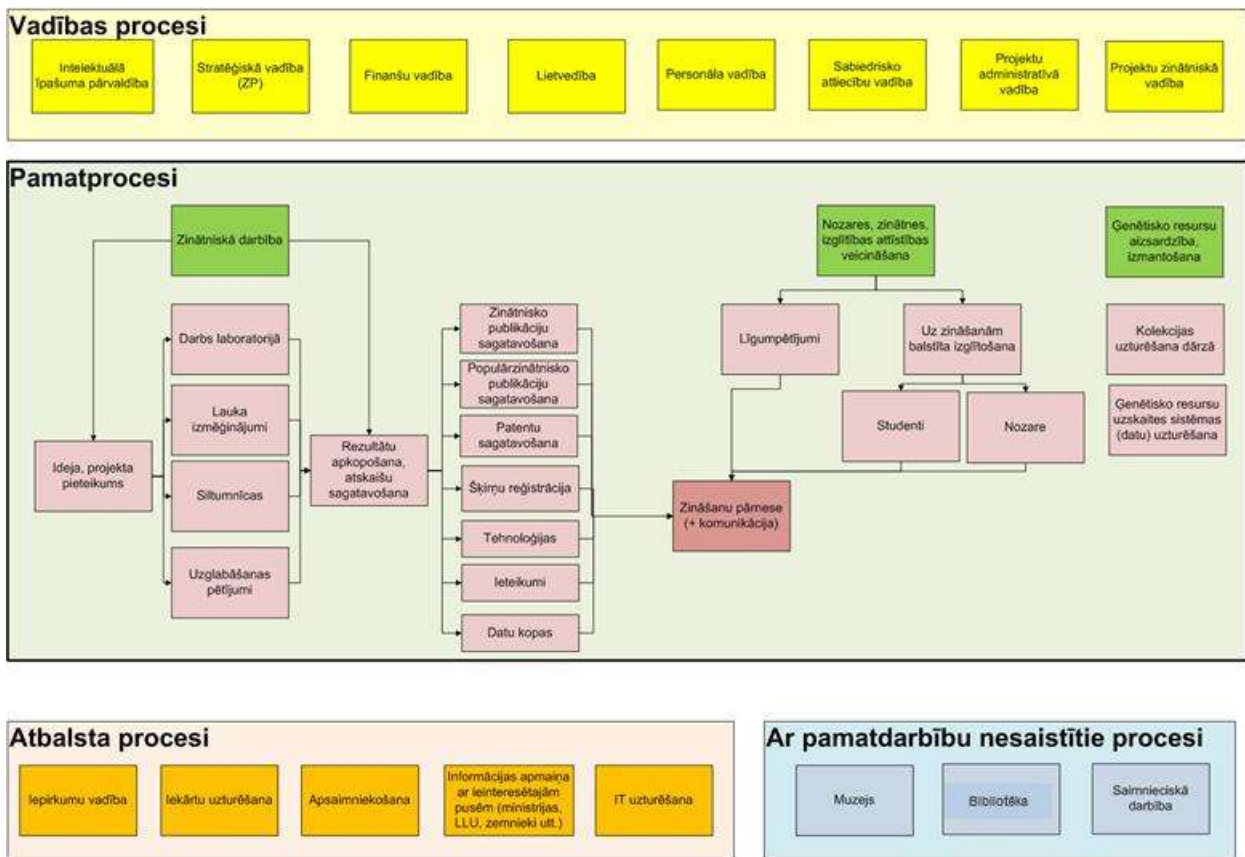 Vadības procesi
Intelektuālā
īpašuma pārvaldība
Stratēģiskā vadība
(ZP)
Finanšu vadība
Lietvedība
Personāla vadība
Sabiedrisko
attiecību vadība
Projektu
administratīvā
vadība
Projektu zinātniskā
vadība
Pamatprocesi
Zinātniskā darbība
Nozares, zinātnes,
izglītības attīstības
veicināšana
Ģenētisko resursu
aizsardzība,
izmantošana
Ideja, projekta
pieteikums
Darbs laboratorijā
Lauka
izmēģinājumi
Siltumnīcas
Uzglabāšanas
pētījumi
Rezultātu
apkopošana,
atskaišu
sagatavošana
Zinātnisko
publikāciju
sagatavošana
Populārzinātnisko
publikāciju
sagatavošana
Patentu
sagatavošana
Šķirņu reģistrācija
Tehnoloģijas
Ieteikumi
Datu kopas
Līgumpētījumi
Uz zināšanām
balstīta izglītošana
Studenti
Nozare
Zināšanu pārnese
(+ komunikācija)
Kolekcijas
uzturēšana dārzā
Ģenētisko resursu
uzskaites sistēmas
(datu) uzturēšana
Atbalsta procesi
Iepirkumu vadība
Iekārtu uzturēšana
Apsaimniekošana
Informācijas apmaiņa
ar ieinteresētajām
pusēm (ministrijas,
LLU, zemnieki utt.)
IT uzturēšana
Ar pamatdarbību nesaistītie procesi
Muzejs
Bibliotēka
Saimnieciskā
darbība